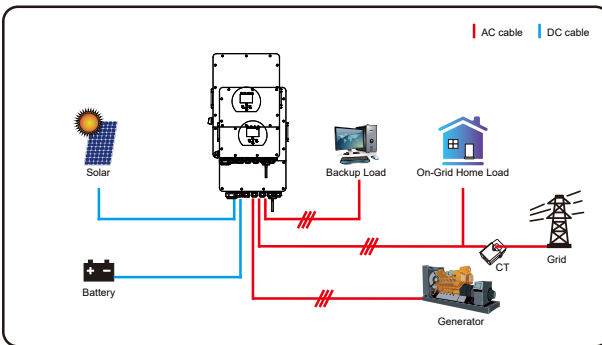 AC cable
DC cable
Solar
Backup Load
On-Grid Home Load
CT
Grid
Battery
Generator